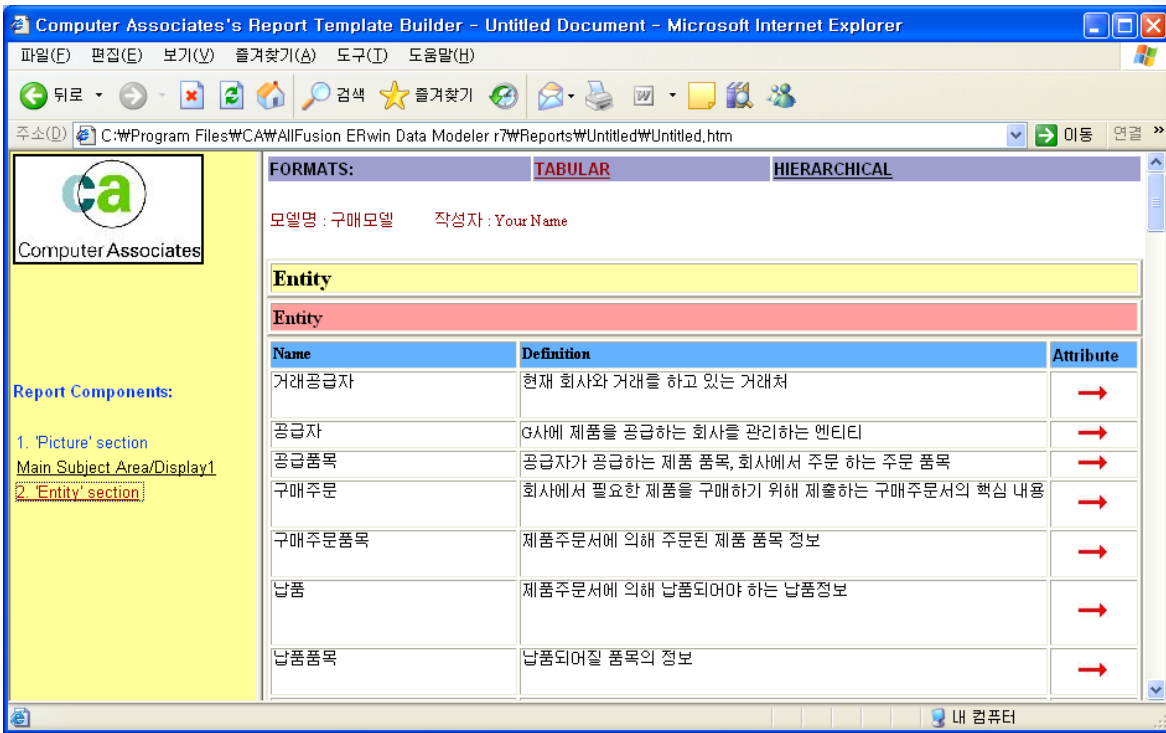 Computer Associates's Report Template Builder - Untitled Document - Microsoft Internet Explorer
파일(F) 편집(E) 보기(V) 즐겨찾기(A) 도구(T) 도움말(H)
뒤로 검색 즐겨찾기
주소(D) C:₩Program Files₩CA₩AllFusion ERwin Data Modeler r7₩Reports₩Untitled₩Untitled.htm 이동 연결 »
ca
Computer Associates
Report Components:
1. 'Picture' section
Main Subject Area/Display1
2. 'Entity' section
FORMATS: TABULAR HIERARCHICAL
모델명 : 구매모델 작성자 : Your Name
Entity
Entity
Name Definition Attribute
거래공급자 현재 회사와 거래를 하고 있는 거래처
공급자 G사에 제품을 공급하는 회사를 관리하는 엔티티
공급품목 공급자가 공급하는 제품 품목, 회사에서 주문 하는 주문 품목
구매주문 회사에서 필요한 제품을 구매하기 위해 제출하는 구매주문서의 핵심 내용
구매주문품목 제품주문서에 의해 주문된 제품 품목 정보
납품 제품주문서에 의해 납품되어야 하는 납품정보
납품품목 납품되어질 품목의 정보
내 컴퓨터